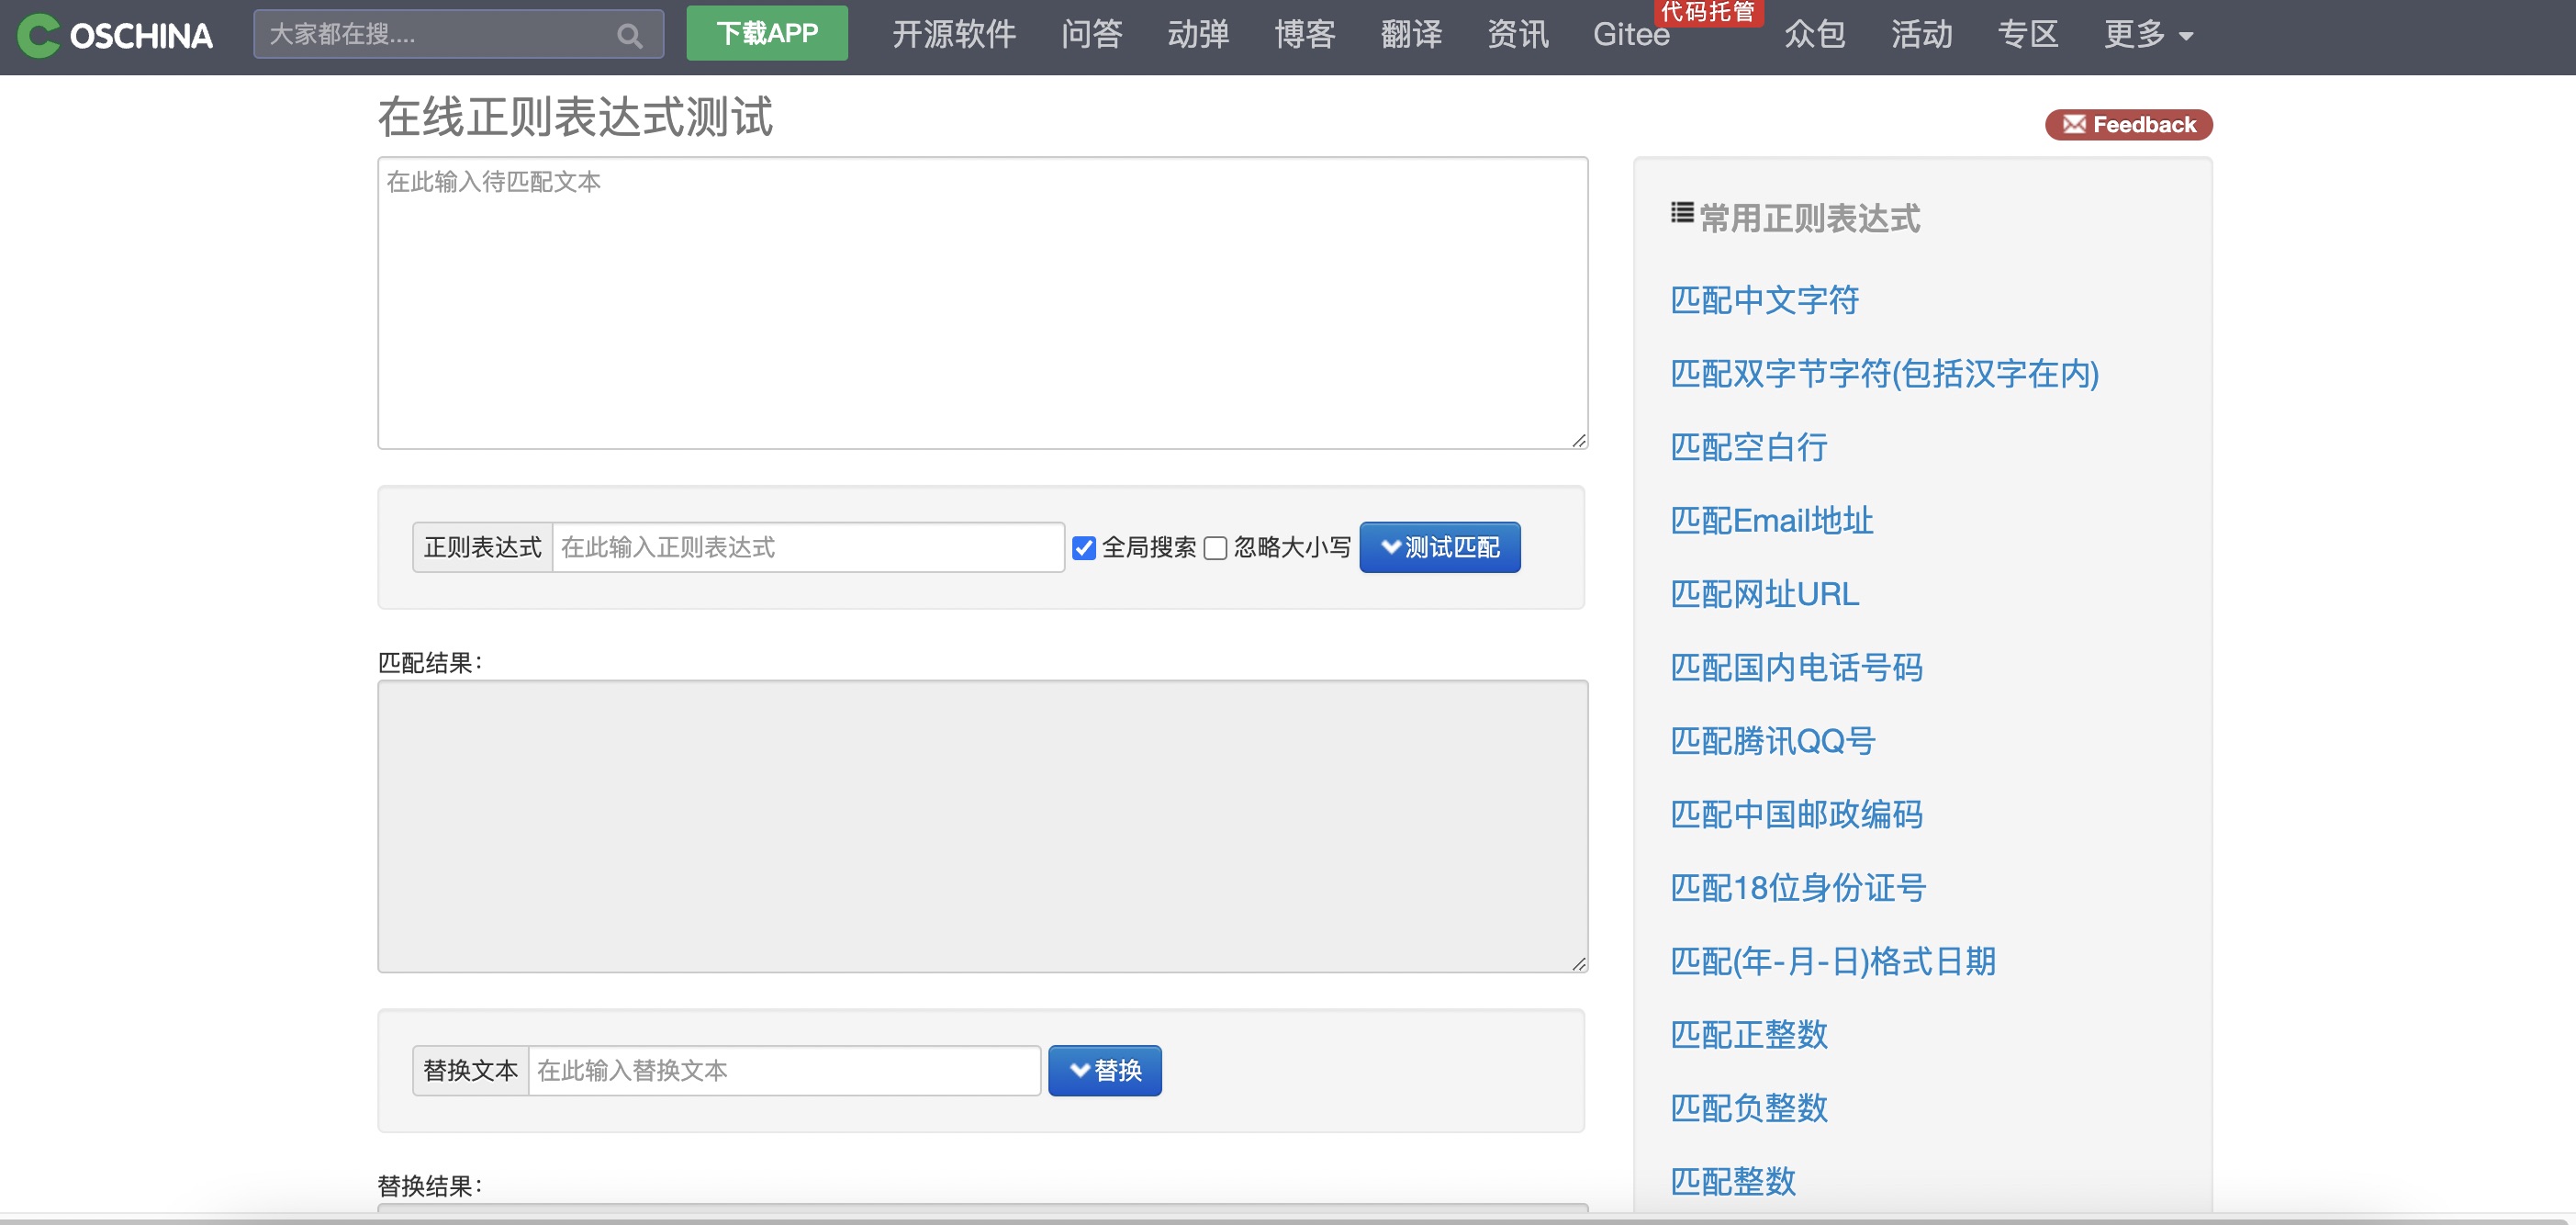 OSCHINA 大家都在搜.... 下载APP 开源软件 问答 动弹 博客 翻译 资讯 Gitee 代码托管 众包 活动 专区 更多
在线正则表达式测试
Feedback
在此输入待匹配文本
正则表达式 在此输入正则表达式 全局搜索 忽略大小写 测试匹配
匹配结果：
替换文本 在此输入替换文本 替换
替换结果：
常用正则表达式
匹配中文字符
匹配双字节字符(包括汉字在内)
匹配空白行
匹配Email地址
匹配网址URL
匹配国内电话号码
匹配腾讯QQ号
匹配中国邮政编码
匹配18位身份证号
匹配(年-月-日)格式日期
匹配正整数
匹配负整数
匹配整数